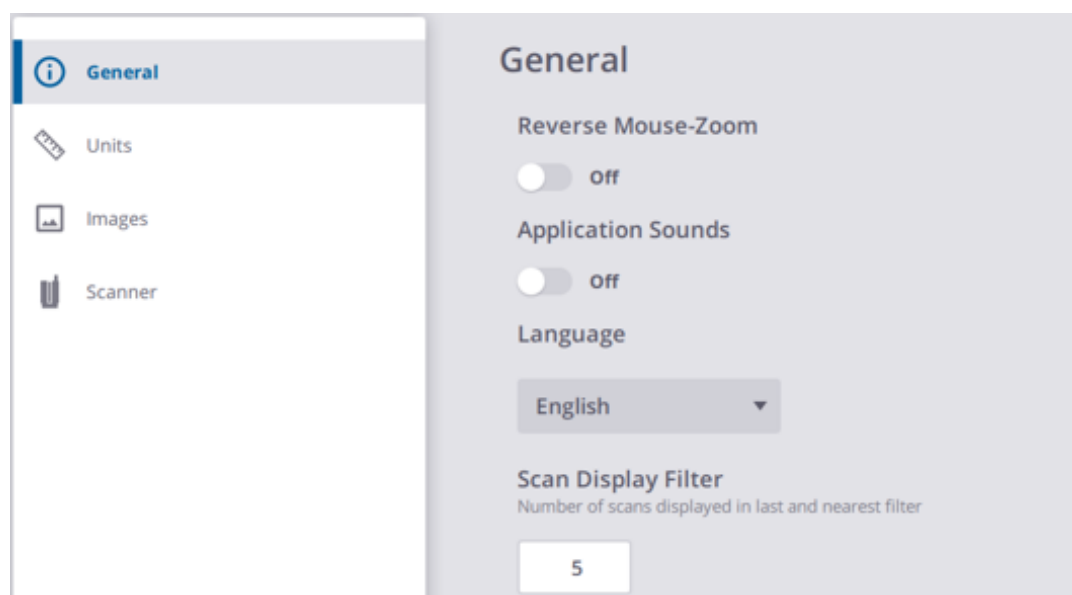 General
Units
Images
Scanner
General
Reverse Mouse-Zoom
Off
Application Sounds
Off
Language
English
Scan Display Filter
Number of scans displayed in last and nearest filter
5